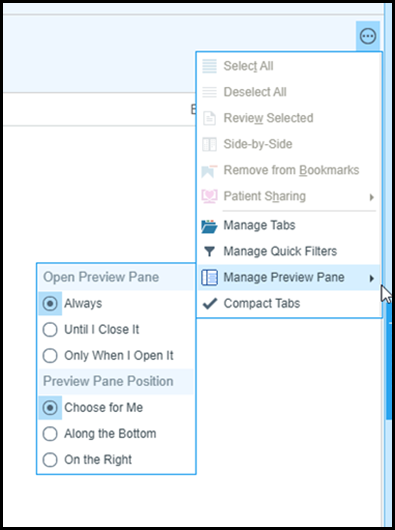 Select All
Deselect All
Review Selected
Side-by-Side
Remove from Bookmarks
Patient Sharing
Manage Tabs
Manage Quick Filters
Manage Preview Pane
Compact Tabs
Open Preview Pane
Always
Until I Close It
Only When I Open It
Preview Pane Position
Choose for Me
Along the Bottom
On the Right